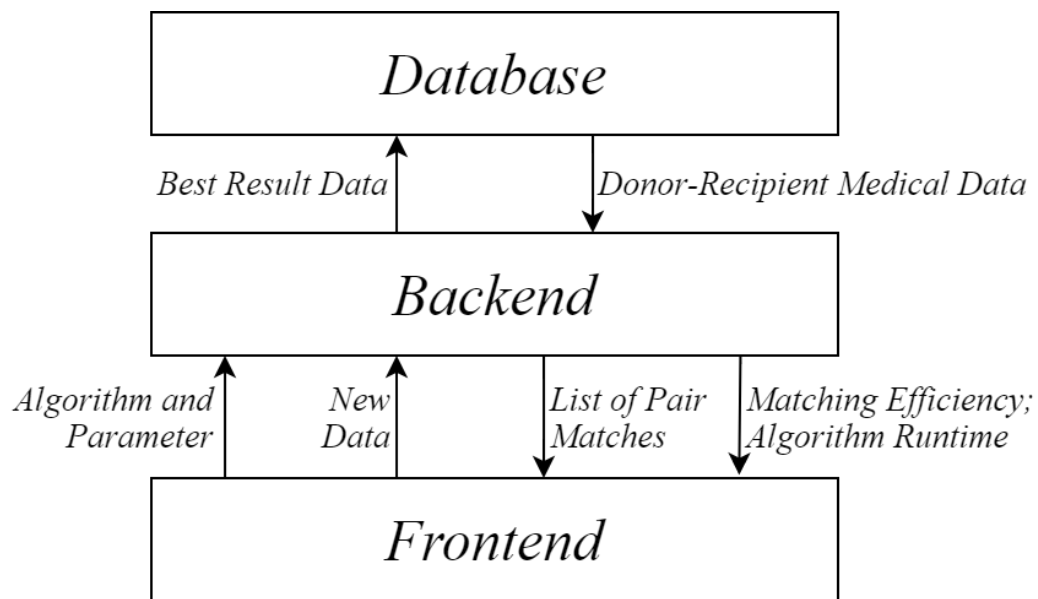 Database
Best Result Data
Donor-Recipient Medical Data
Backend
Algorithm and
Parameter
New
Data
List of Pair
Matches
Matching Efficiency;
Algorithm Runtime
Frontend